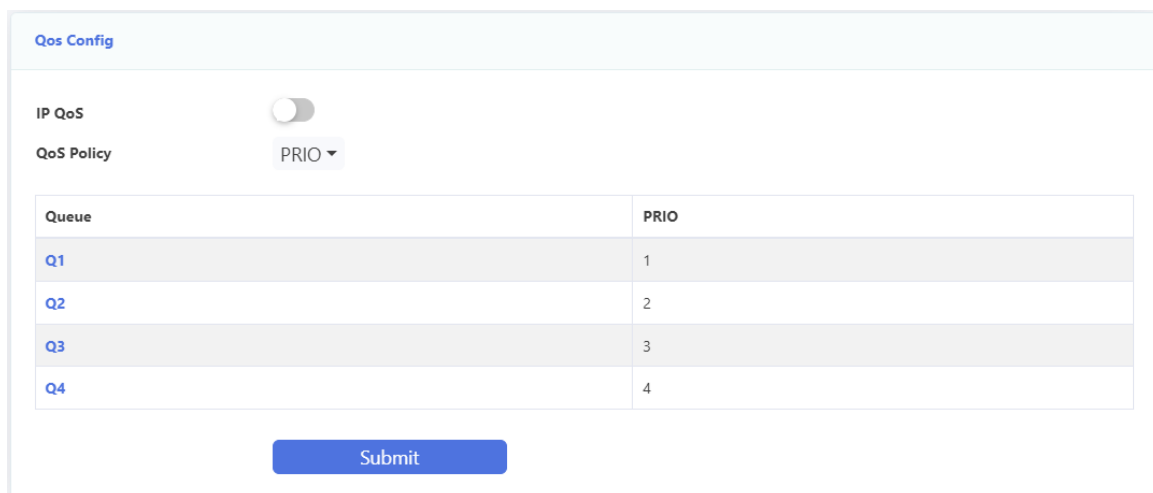 Qos Config
IP QoS
QoS Policy PRIO
Queue PRIO
Q1 1
Q2 2
Q3 3
Q4 4
Submit